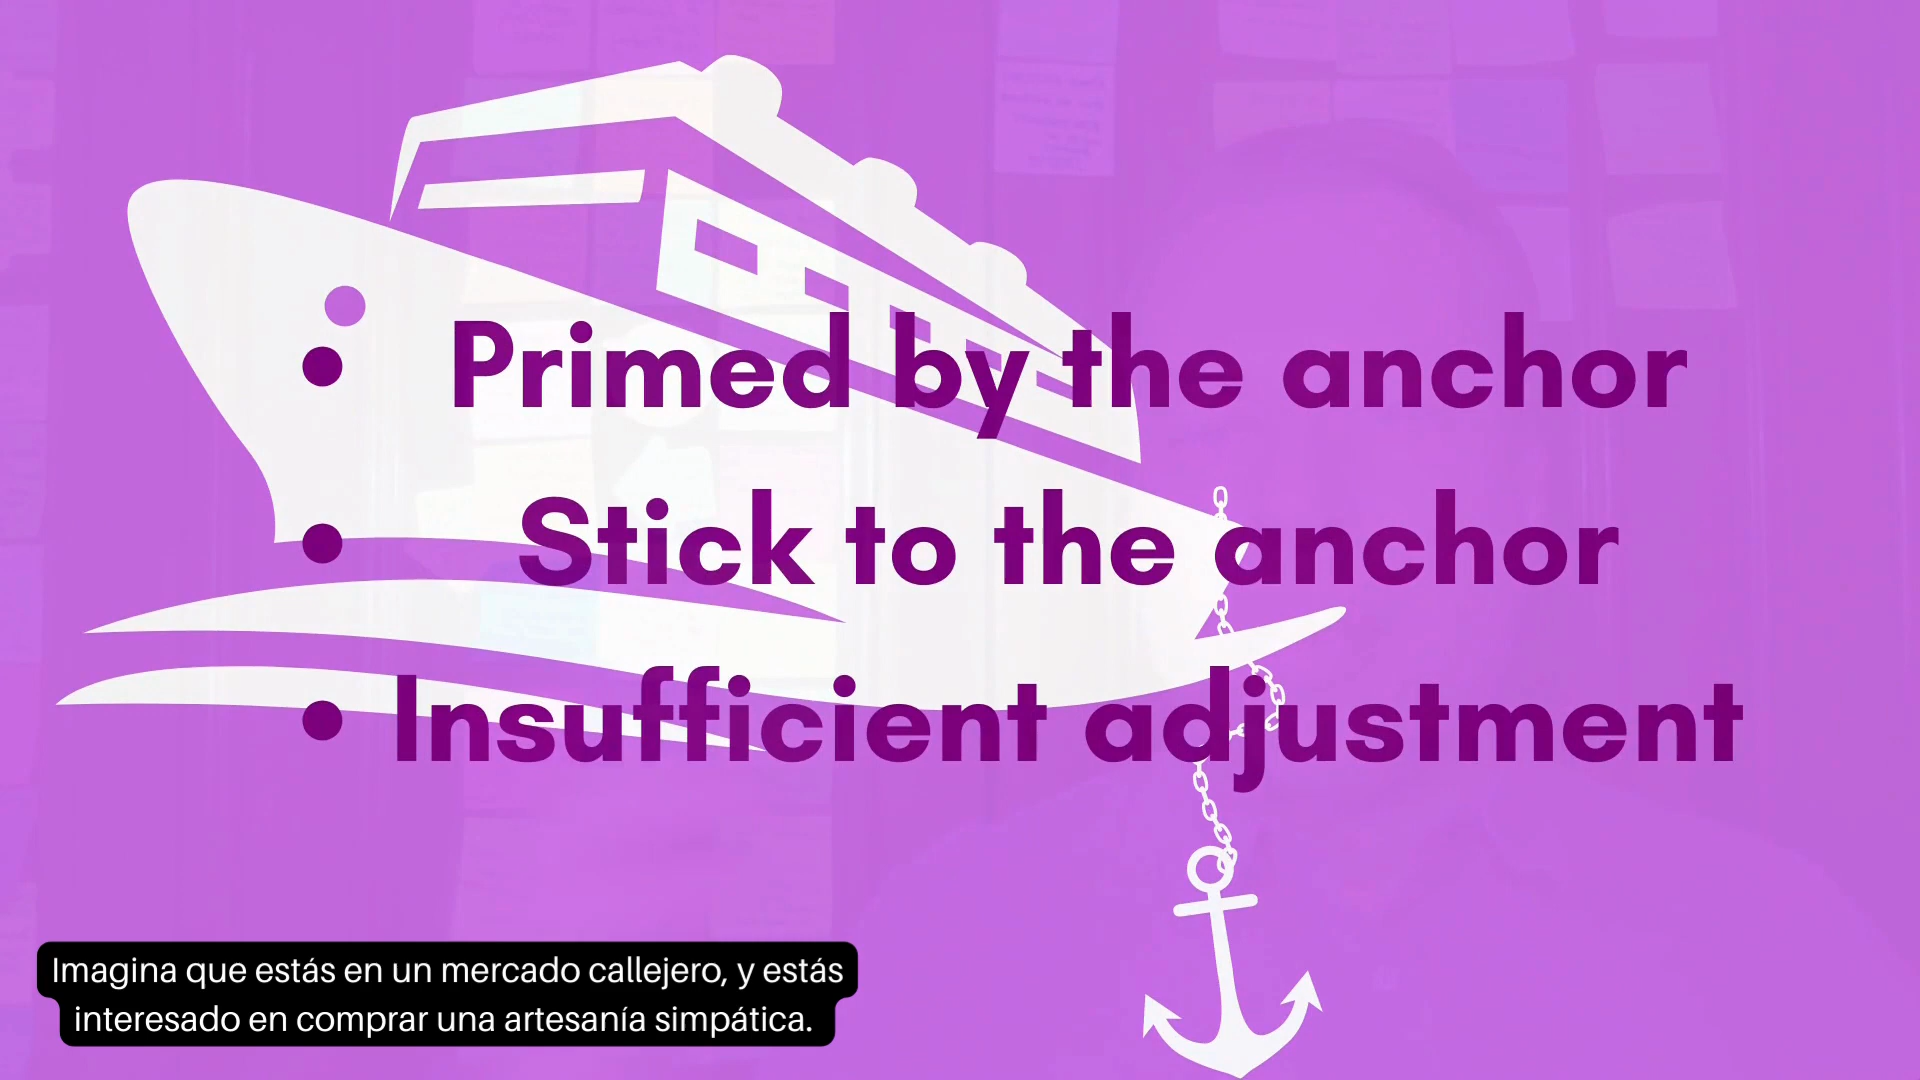 • Primed by the anchor
• Stick to the anchor
• Insufficient adjustment
Imagina que estás en un mercado callejero, y estás
interesado en comprar una artesanía simpática.